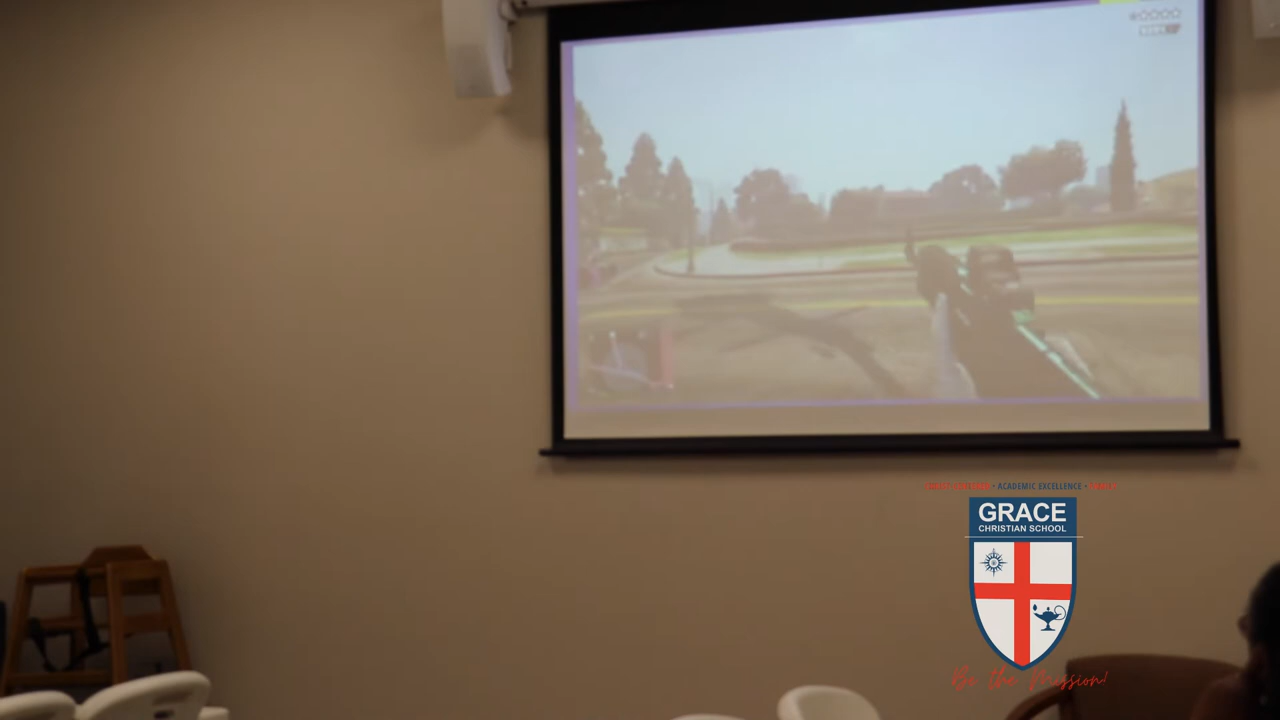 • ACADEMIC EXCELLENCE •
GRACE
CHRISTIAN SCHOOL
Be the Mission!